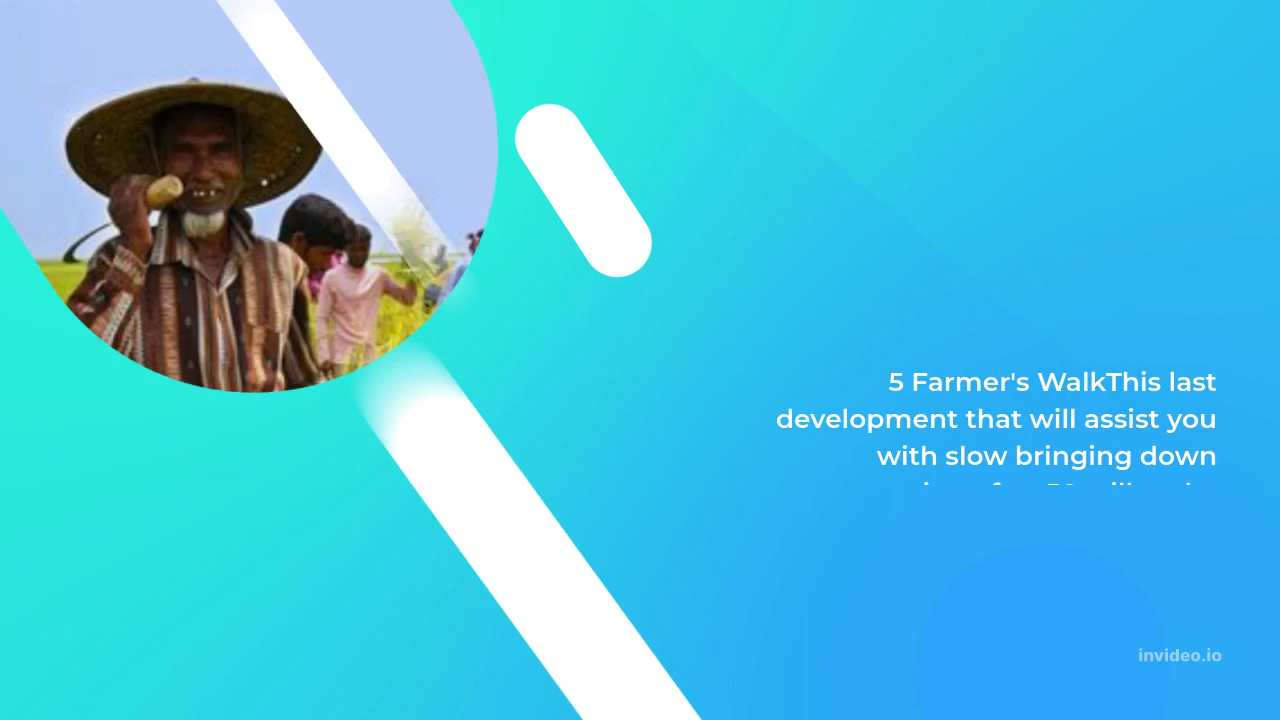 5 Farmer's WalkThis last
development that will assist you
with slow bringing down
invideo.io